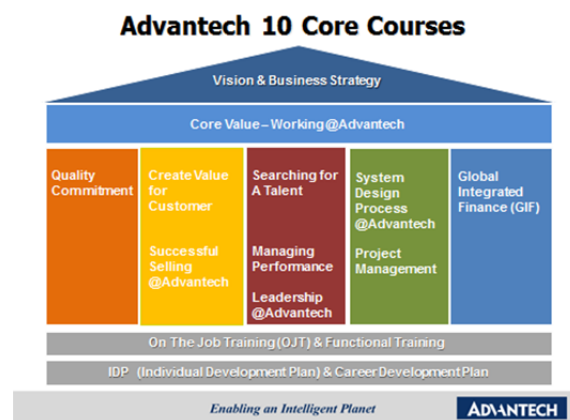 Advantech 10 Core Courses
Vision & Business Strategy
Core Value – Working @Advantech
Quality
Commitment
Create Value
for
Customer
Successful
Selling
@Advantech
Searching for
A Talent
Managing
Performance
Leadership
@Advantech
System
Design
Process
@Advantech
Project
Management
Global
Integrated
Finance (GIF)
On The Job Training (OJT) & Functional Training
IDP (Individual Development Plan) & Career Development Plan
Enabling an Intelligent Planet
ADVANTECH